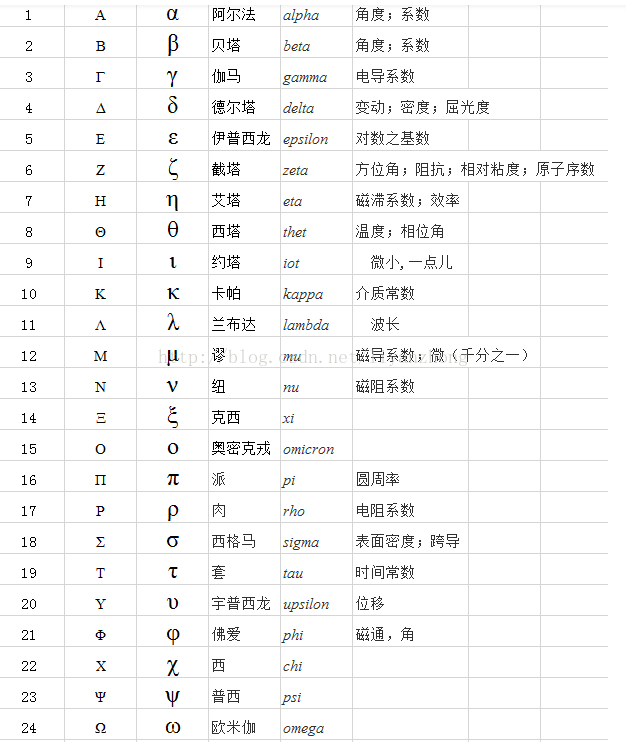 1 Α α 阿尔法 alpha 角度；系数
2 Β β 贝塔 beta 角度；系数
3 Γ γ 伽马 gamma 电导系数
4 Δ δ 德尔塔 delta 变动；密度；屈光度
5 Ε ε 伊普西龙 epsilon 对数之基数
6 Ζ ζ 截塔 zeta 方位角；阻抗；相对粘度；原子序数
7 Η η 艾塔 eta 磁滞系数；效率
8 Θ θ 西塔 thet 温度；相位角
9 Ι ι 约塔 iot 微小,一点儿
10 Κ κ 卡帕 kappa 介质常数
11 Λ λ 兰布达 lambda 波长
12 Μ μ 谬 mu 磁导系数；微（千分之一）
13 Ν ν 纽 nu 磁阻系数
14 Ξ ξ 克西 xi
15 Ο ο 奥密克戎 omicron
16 Π π 派 pi 圆周率
17 Ρ ρ 肉 rho 电阻系数
18 Σ σ 西格马 sigma 表面密度；跨导
19 Τ τ 套 tau 时间常数
20 Υ υ 宇普西龙 upsilon 位移
21 Φ φ 佛爱 phi 磁通，角
22 Χ χ 西 chi
23 Ψ ψ 普西 psi
24 Ω ω 欧米伽 omega